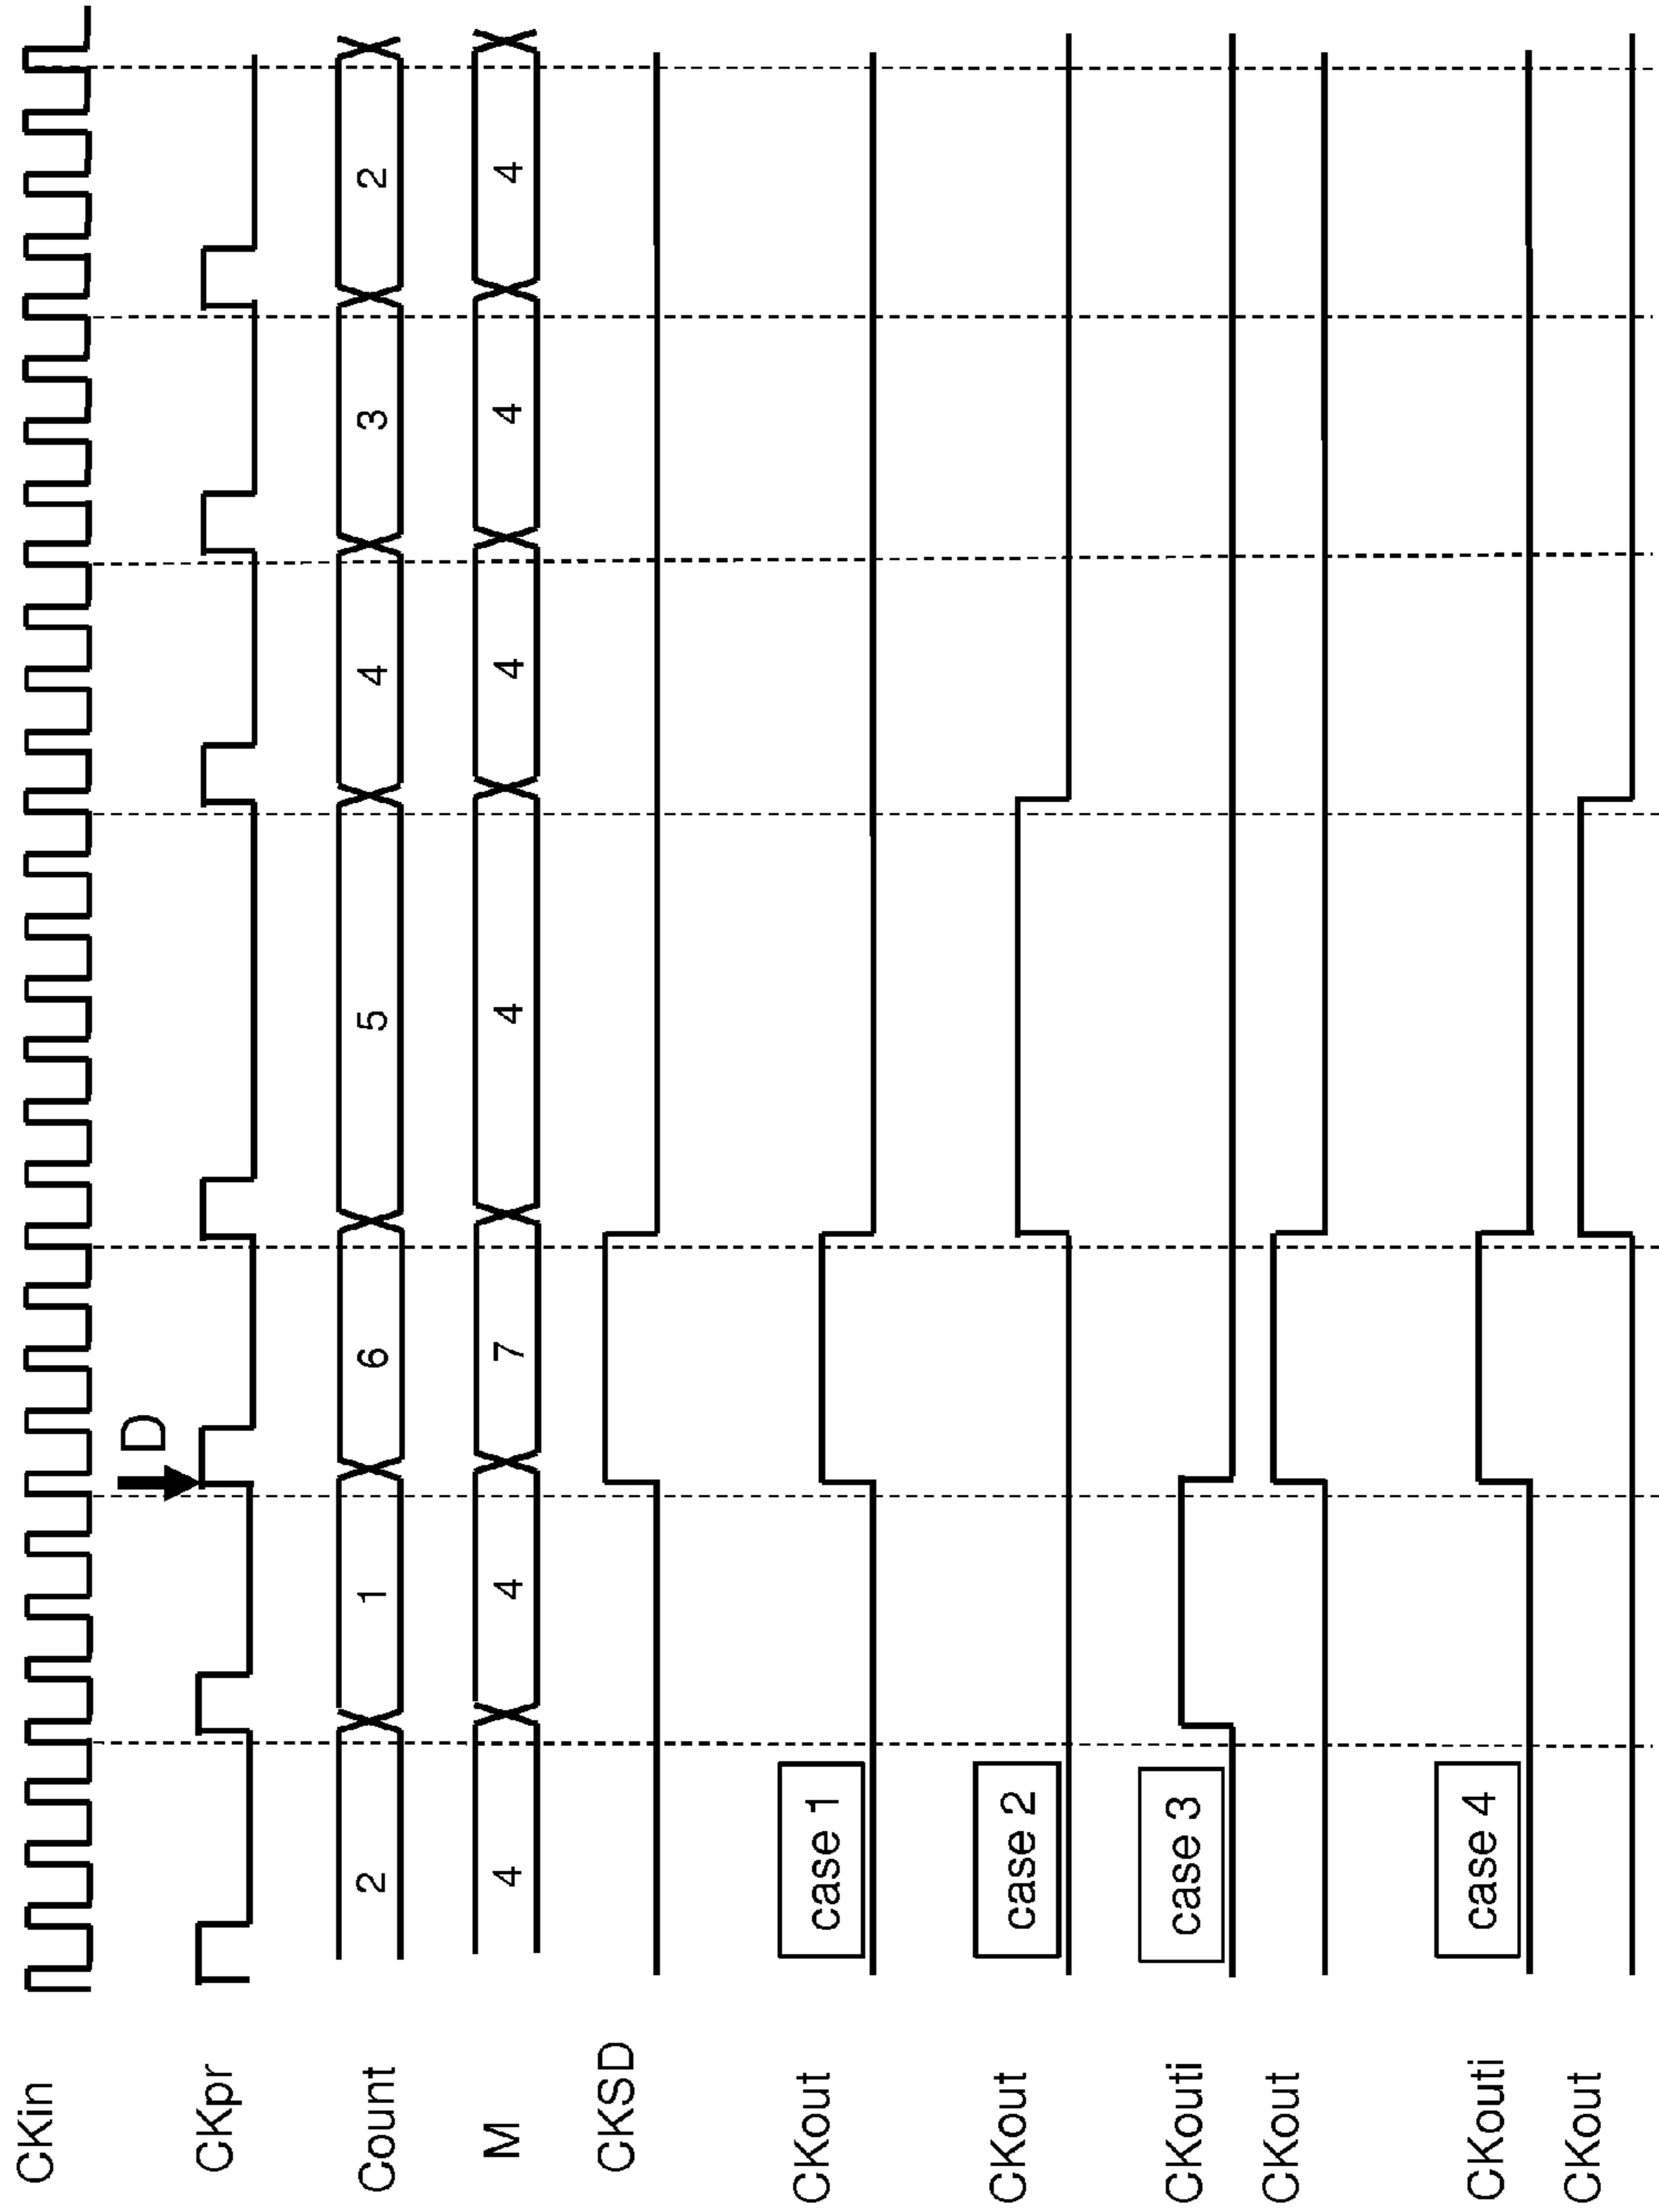 CKin
D
CKpr
Count 2 1 6 5 4 3 2
M 4 4 7 4 4 4 4
CKSD
case 1
CKout
case 2
CKout
case 3
CKouti
CKout
case 4
CKouti
CKout